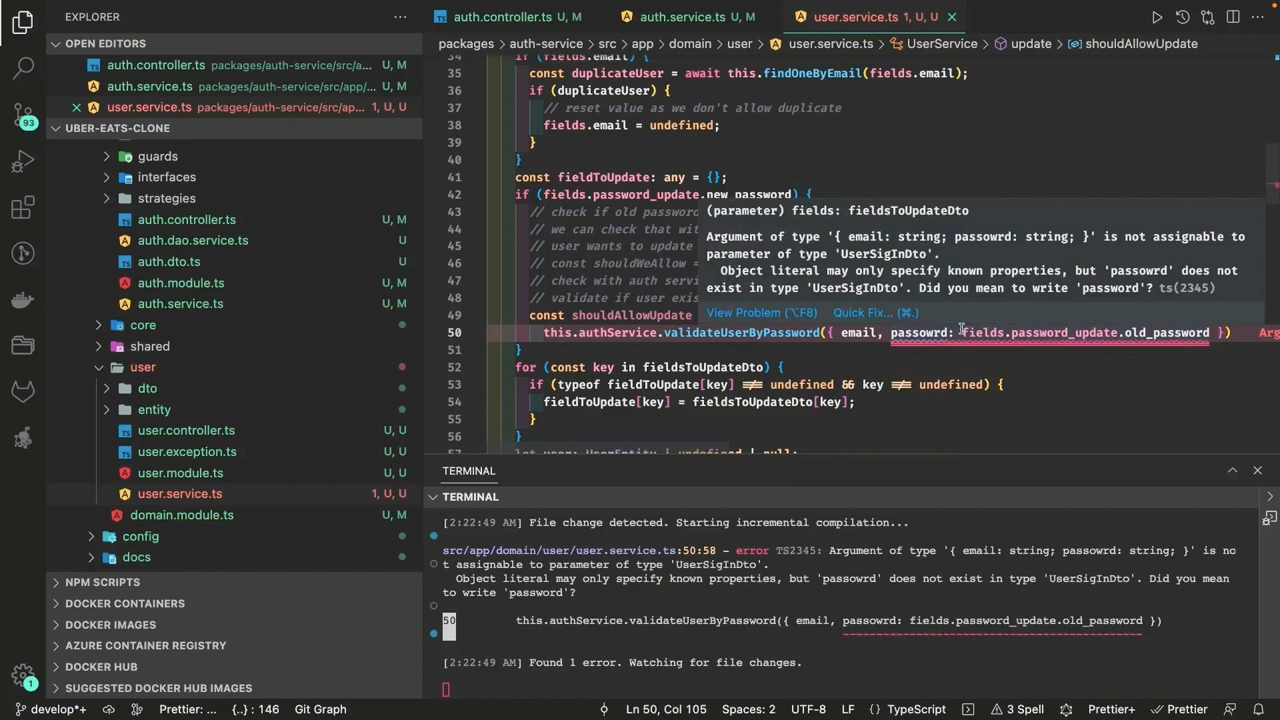 EXPLORER
OPEN EDITORS
auth.controller.ts packages/auth-service/src/a... U, M
auth.service.ts packages/auth-service/src/app/... U, M
user.service.ts packages/auth-service/src/ap... 1, U, U
UBER-EATS-CLONE
guards
interfaces
strategies
auth.controller.ts U, M
auth.dao.service.ts U
auth.dto.ts U
auth.module.ts U, M
auth.service.ts U, M
core
shared
user
dto
entity
user.controller.ts U, U
user.exception.ts U, U
user.module.ts U, M
user.service.ts 1, U, U
domain.module.ts U, M
config
docs
NPM SCRIPTS
DOCKER CONTAINERS
DOCKER IMAGES
AZURE CONTAINER REGISTRY
DOCKER HUB
SUGGESTED DOCKER HUB IMAGES
93
1
auth.controller.ts U, M
auth.service.ts U, M
user.service.ts 1, U, U
packages > auth-service > src > app > domain > user > user.service.ts > UserService > update > shouldAllowUpdate
34 if (fields.email) {
35 const duplicateUser = await this.findOneByEmail(fields.email);
36 if (duplicateUser) {
37 // reset value as we don't allow duplicate
38 fields.email = undefined;
39 }
40 }
41 const fieldToUpdate: any = {};
42 if (fields.password_update.new_password) {
43 // check if old passwor
44 // we can check that wit
45 // user wants to update
46 // const shouldWeAllow =
47 // check with auth servi
48 // validate if user exis
49 const shouldAllowUpdate
50 this.authService.validateUserByPassword({ email, passowrd: fields.password_update.old_password }) Arg
51 }
52 for (const key in fieldsToUpdateDto) {
53 if (typeof fieldToUpdate[key] !== undefined && key !== undefined) {
54 fieldToUpdate[key] = fieldsToUpdateDto[key];
55 }
56 }
57 let user: UserEntity | undefined | null;
(parameter) fields: fieldsToUpdateDto
Argument of type '{ email: string; passowrd: string; }' is not assignable to
parameter of type 'UserSigInDto'.
Object literal may only specify known properties, but 'passowrd' does not
exist in type 'UserSigInDto'. Did you mean to write 'password'? ts(2345)
View Problem (⌥F8) Quick Fix... (⌘.)
TERMINAL
TERMINAL
[2:22:49 AM] File change detected. Starting incremental compilation...
src/app/domain/user/user.service.ts:50:58 - error TS2345: Argument of type '{ email: string; passowrd: string; }' is no
t assignable to parameter of type 'UserSigInDto'.
Object literal may only specify known properties, but 'passowrd' does not exist in type 'UserSigInDto'. Did you mean
to write 'password'?
50 this.authService.validateUserByPassword({ email, passowrd: fields.password_update.old_password })
[2:22:49 AM] Found 1 error. Watching for file changes.
develop*+ Prettier: ... {..} : 146 Git Graph Ln 50, Col 105 Spaces: 2 UTF-8 LF TypeScript 3 Spell Prettier+ Prettier